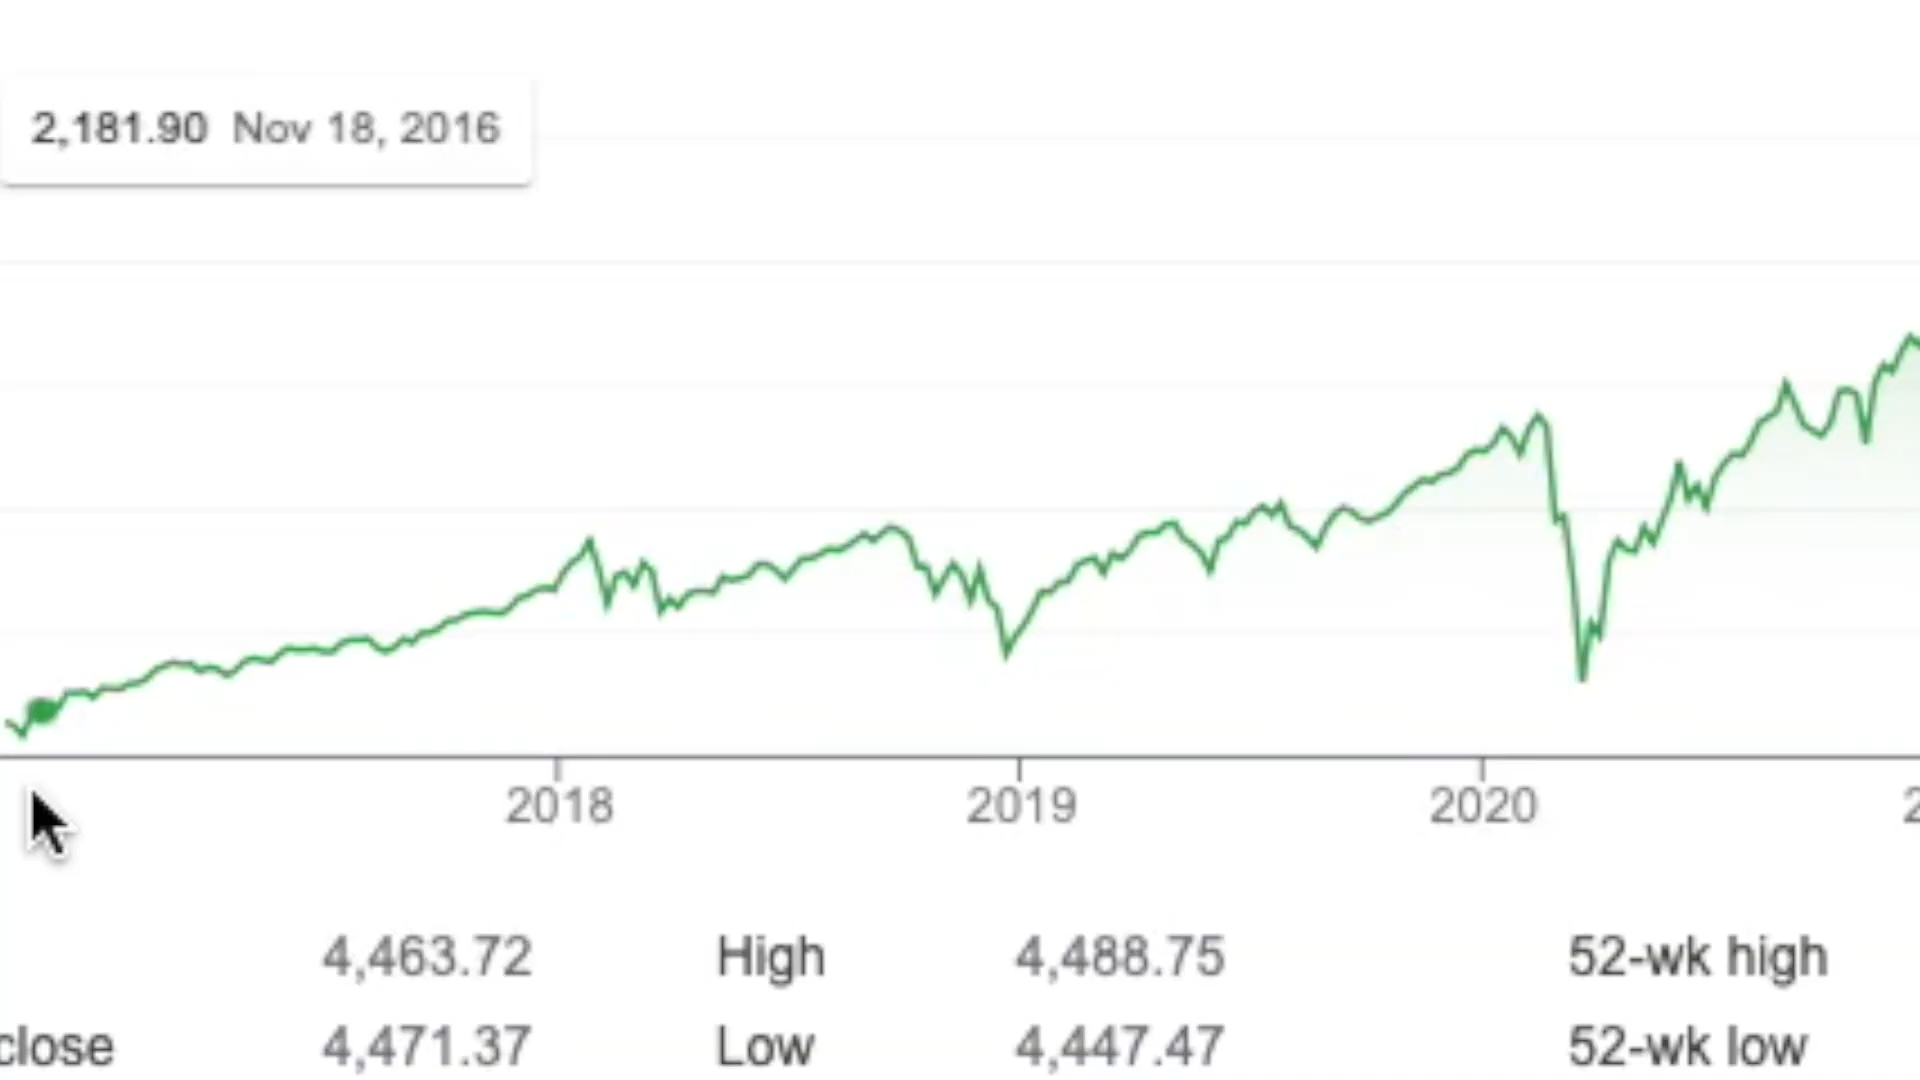 2,181.90 Nov 18, 2016
2018 2019 2020 2
4,463.72 High 4,488.75 52-wk high
close 4,471.37 Low 4,447.47 52-wk low